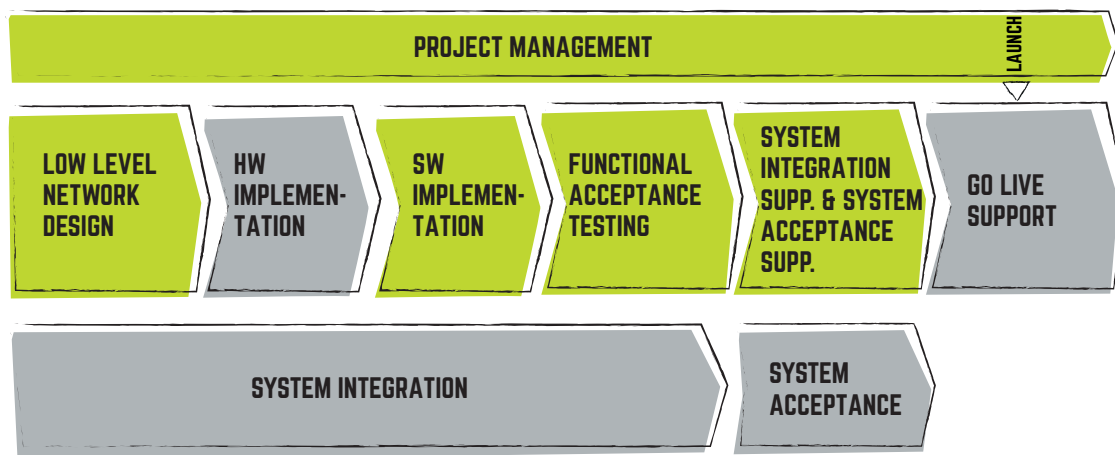 PROJECT MANAGEMENT
LAUNCH
LOW LEVEL
NETWORK
DESIGN
HW
IMPLEMEN-
TATION
SW
IMPLEMEN-
TATION
FUNCTIONAL
ACCEPTANCE
TESTING
SYSTEM
INTEGRATION
SUPP. & SYSTEM
ACCEPTANCE
SUPP.
GO LIVE
SUPPORT
SYSTEM INTEGRATION
SYSTEM
ACCEPTANCE